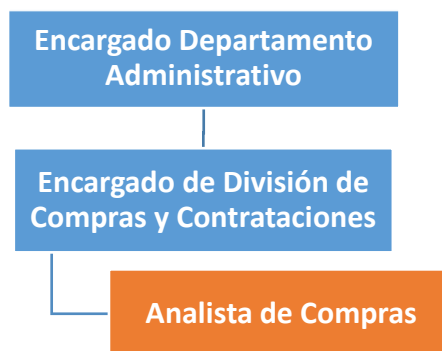 Encargado Departamento
Administrativo
Encargado de División de
Compras y Contrataciones
Analista de Compras